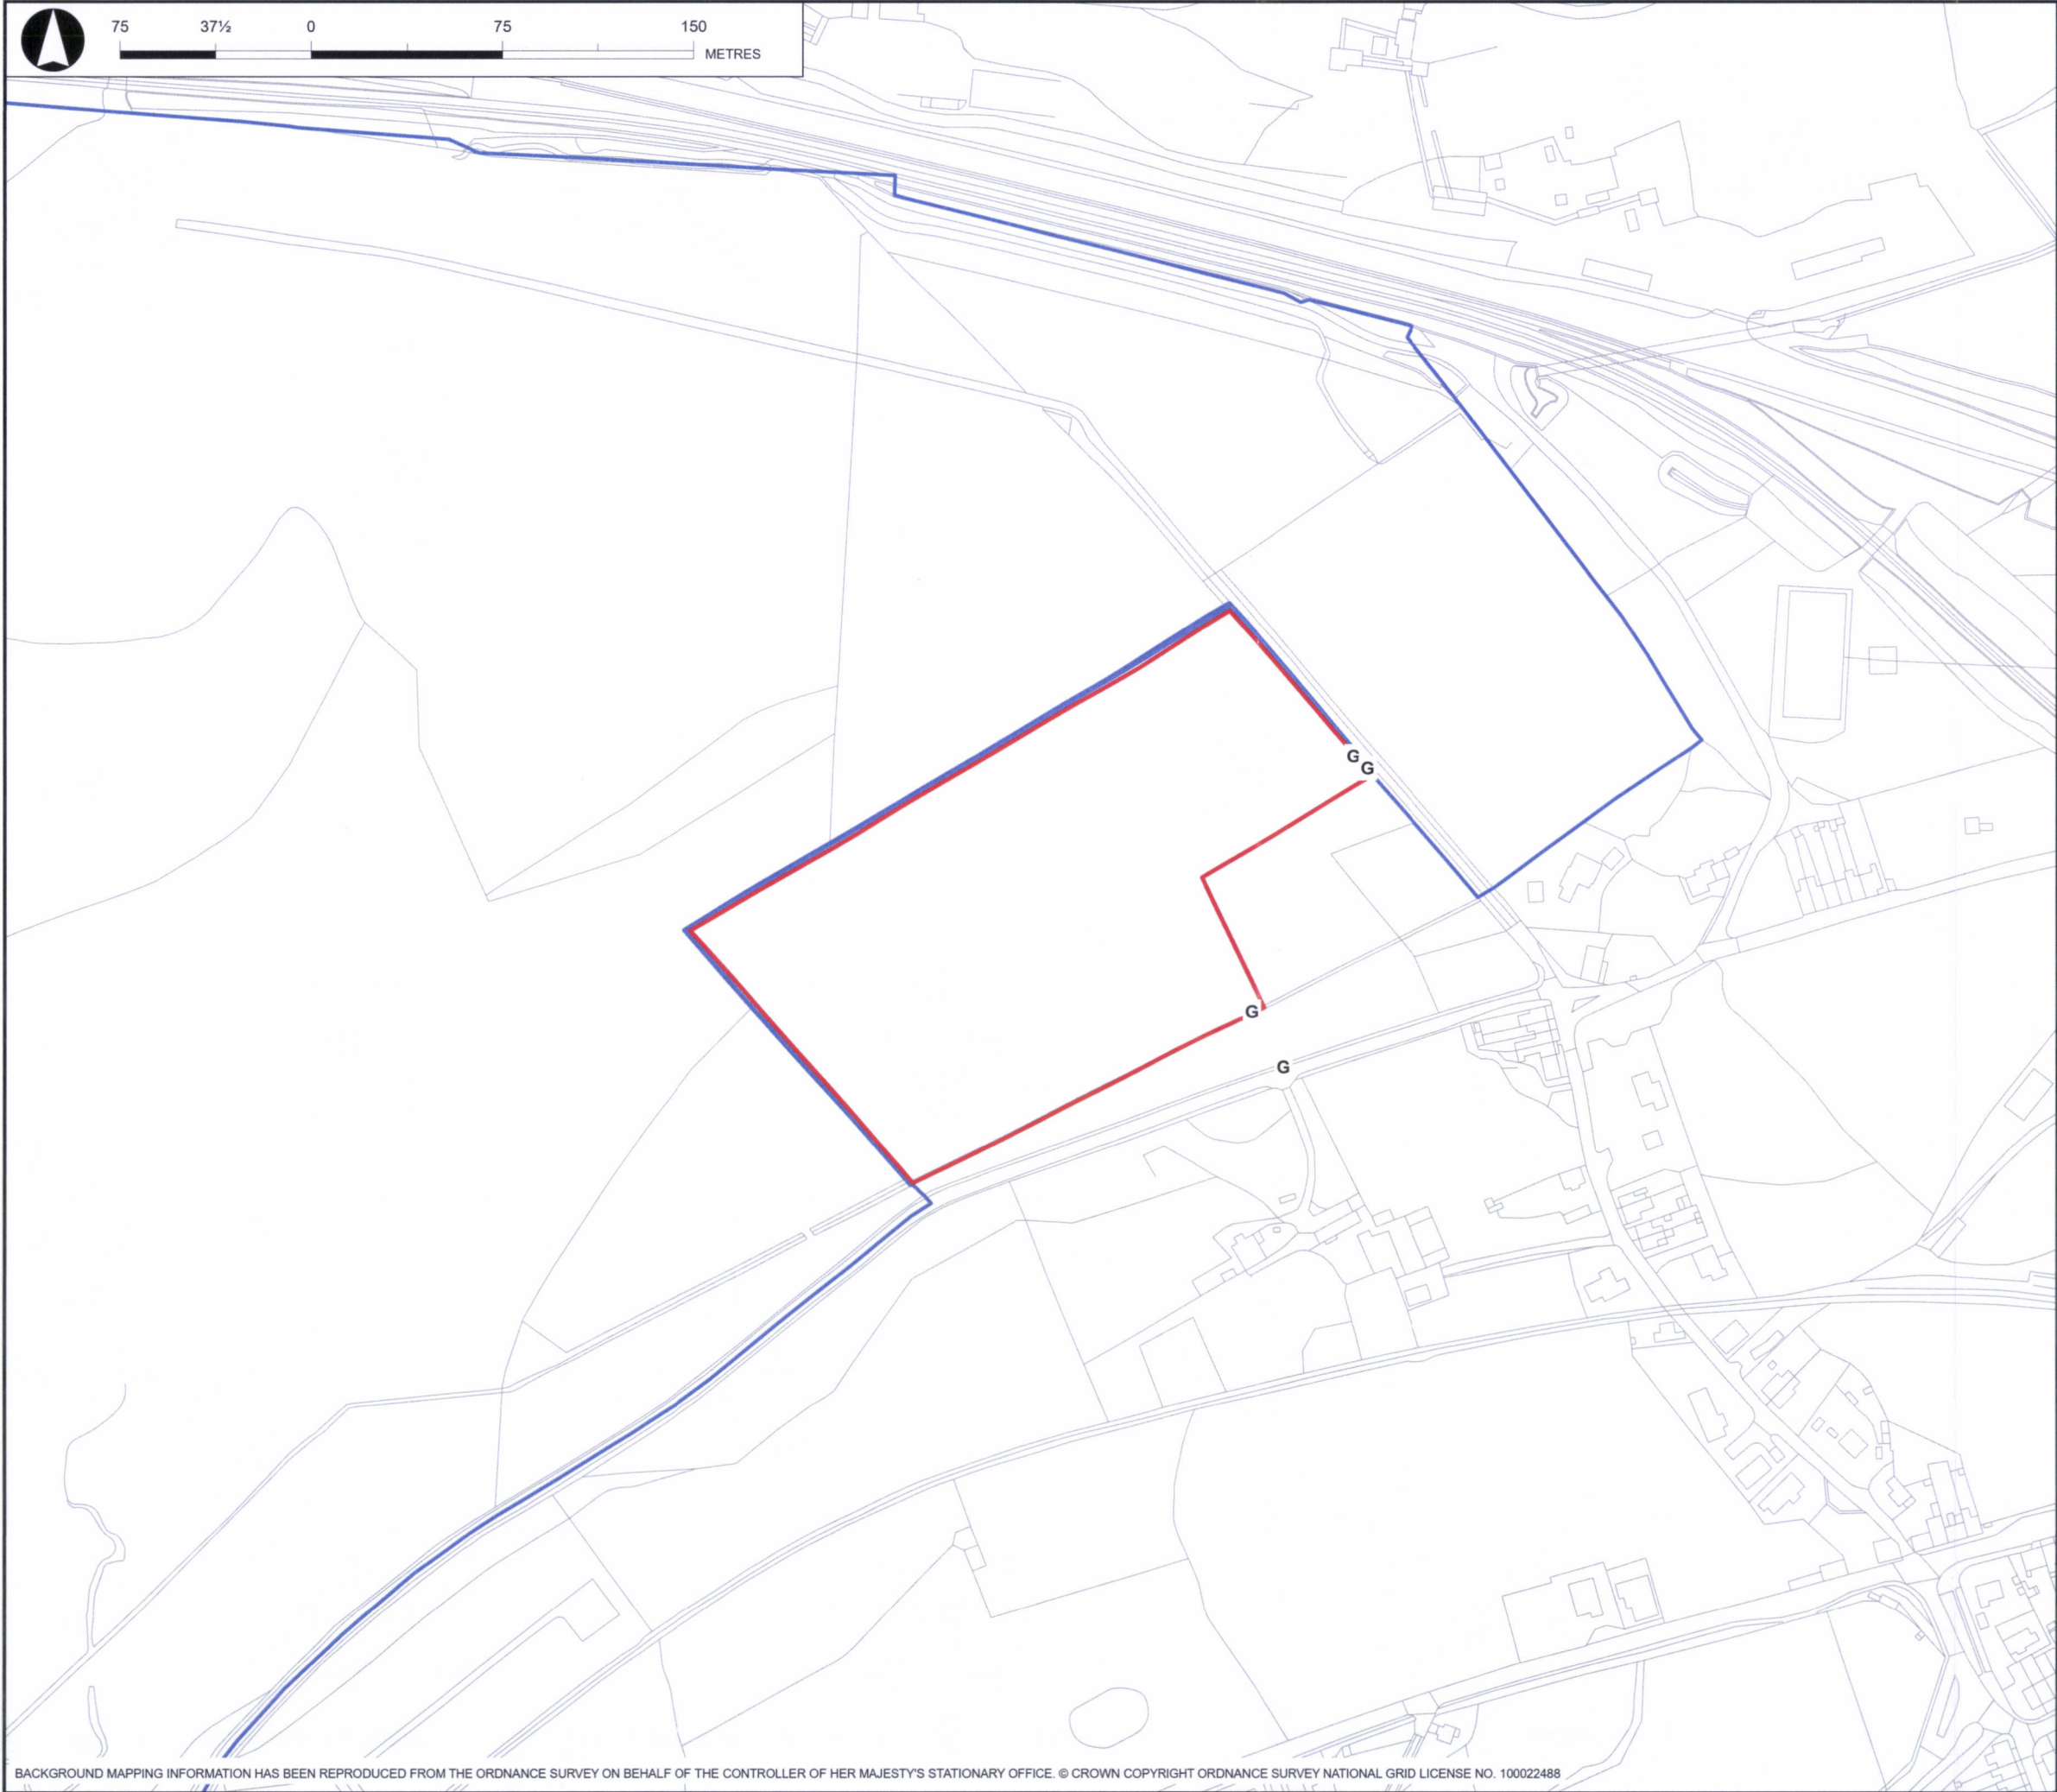 75 37½ 0 75 150
METRES
G
G
G
G
BACKGROUND MAPPING INFORMATION HAS BEEN REPRODUCED FROM THE ORDNANCE SURVEY ON BEHALF OF THE CONTROLLER OF HER MAJESTY'S STATIONARY OFFICE. © CROWN COPYRIGHT ORDNANCE SURVEY NATIONAL GRID LICENSE NO. 100022488